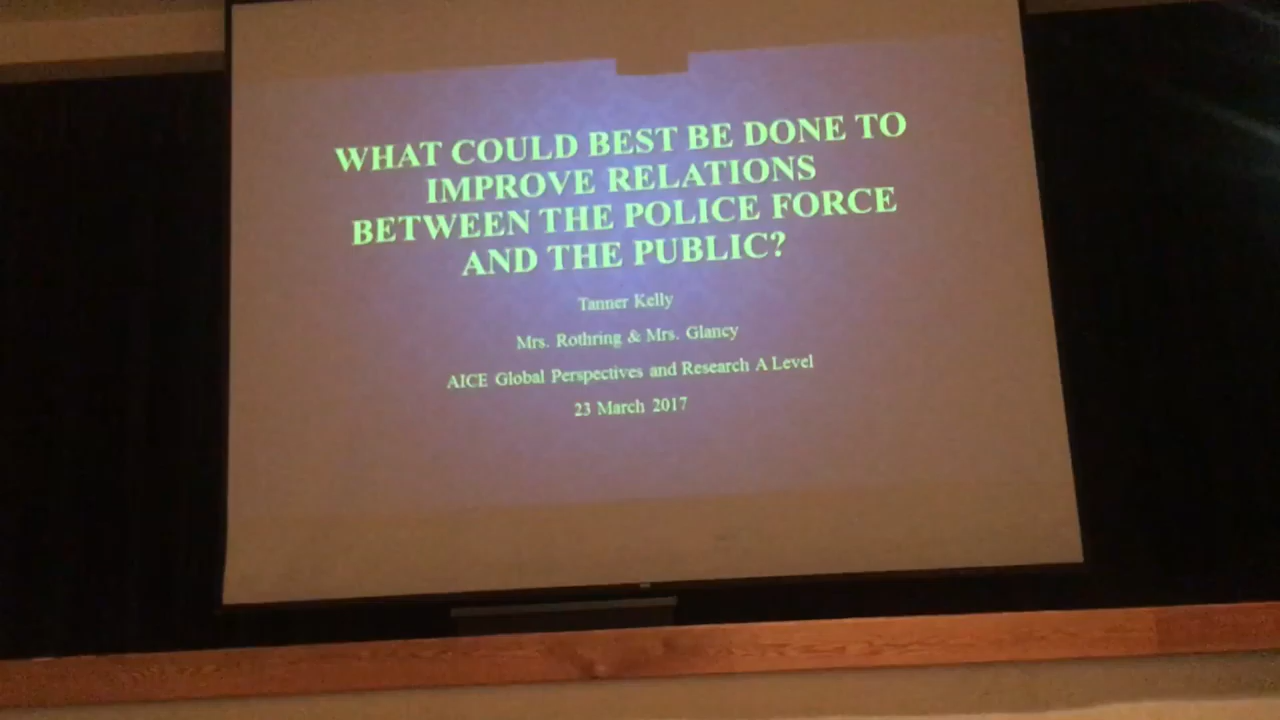 WHAT COULD BEST BE DONE TO
IMPROVE RELATIONS
BETWEEN THE POLICE FORCE
AND THE PUBLIC?
Tanner Kelly
Mrs. Rothring & Mrs. Glancy
AICE Global Perspectives and Research A Level
23 March 2017